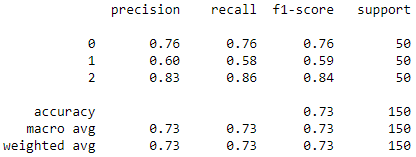 precision recall f1-score support
0 0.76 0.76 0.76 50
1 0.60 0.58 0.59 50
2 0.83 0.86 0.84 50
accuracy 0.73 150
macro avg 0.73 0.73 0.73 150
weighted avg 0.73 0.73 0.73 150